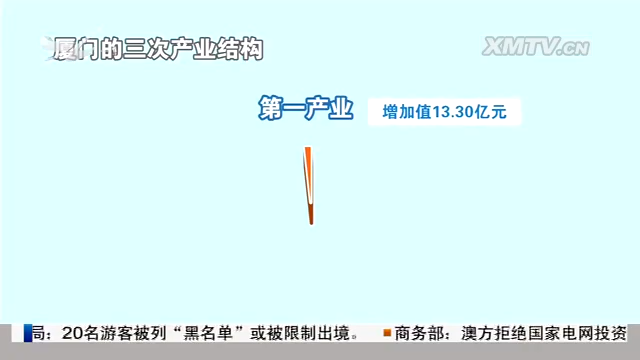 厦门的三次产业结构
XMTV.CN
第一产业
增加值13.30亿元
局：20名游客被列“黑名单”或被限制出境。 ■商务部：澳方拒绝国家电网投资